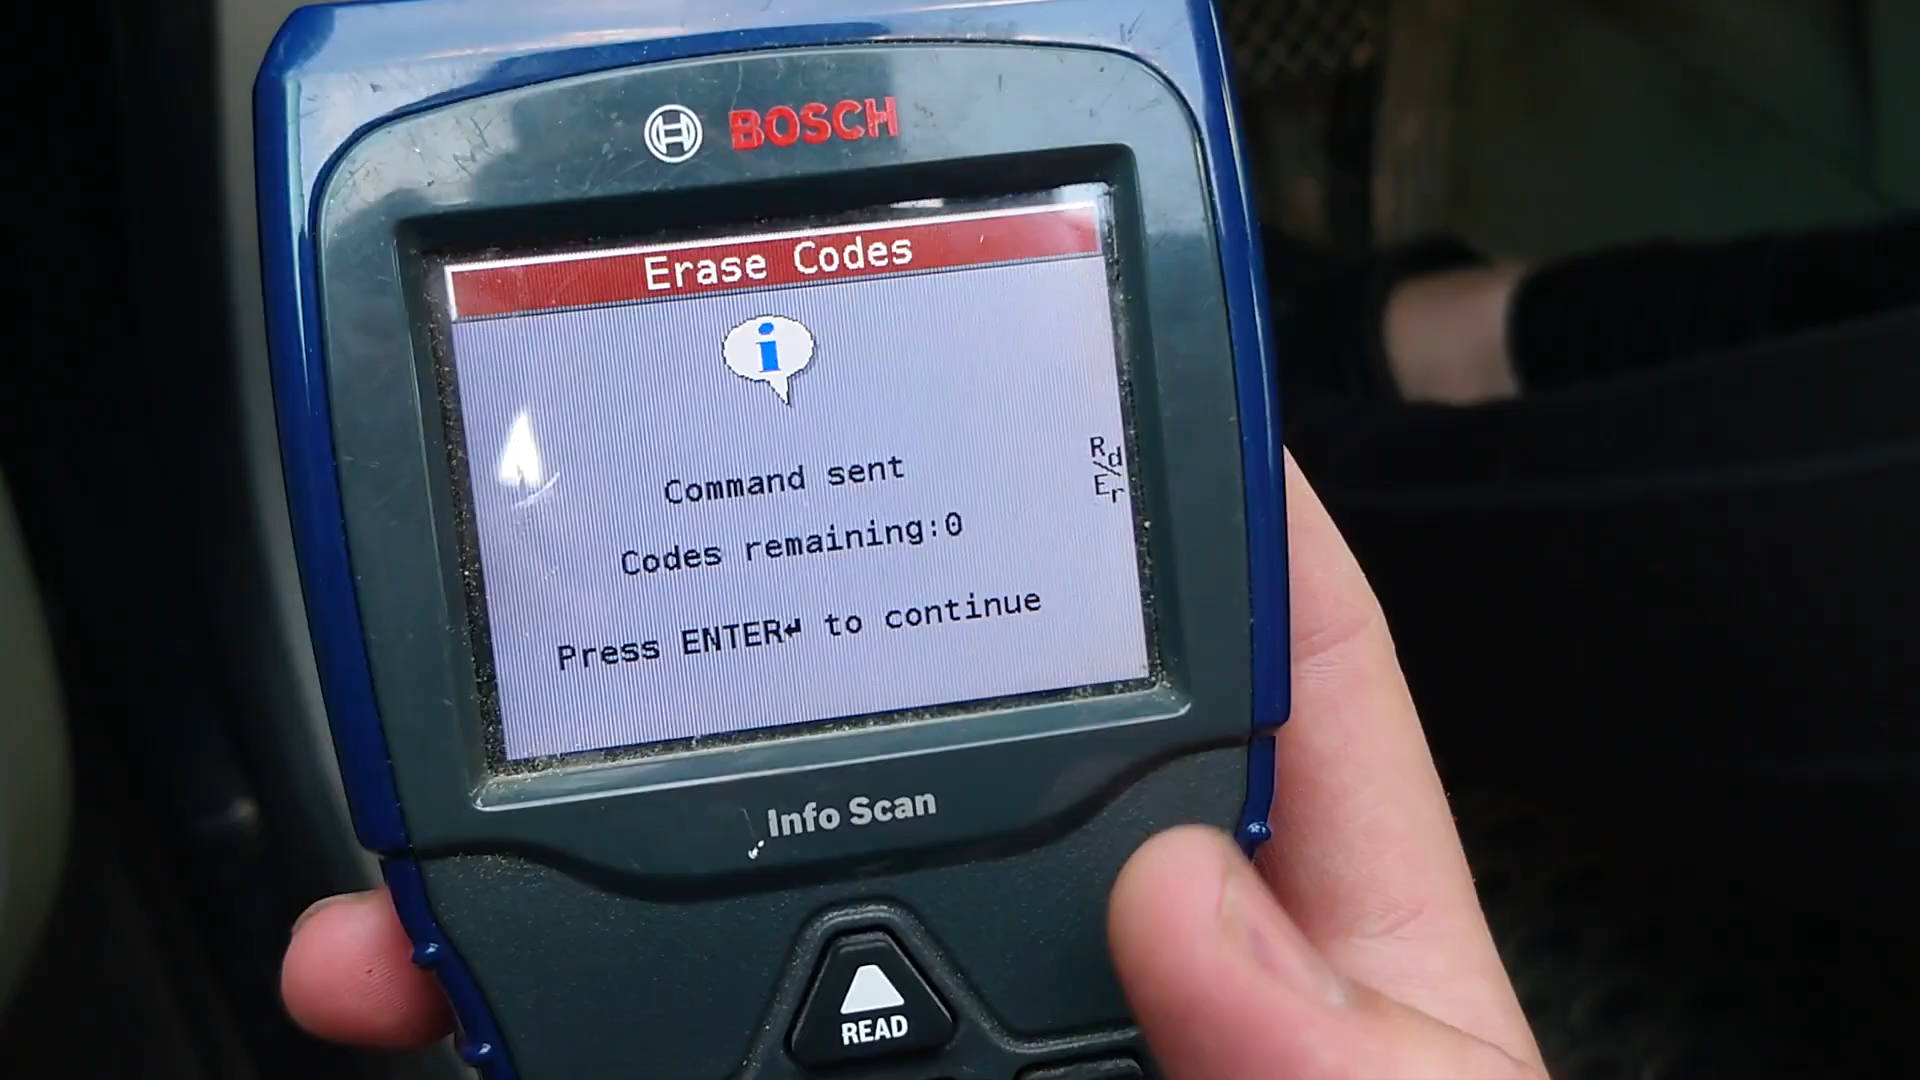 BOSCH
Erase Codes
i
Command sent
Rd
Er
Codes remaining:0
Press ENTER↵ to continue
Info Scan
READ